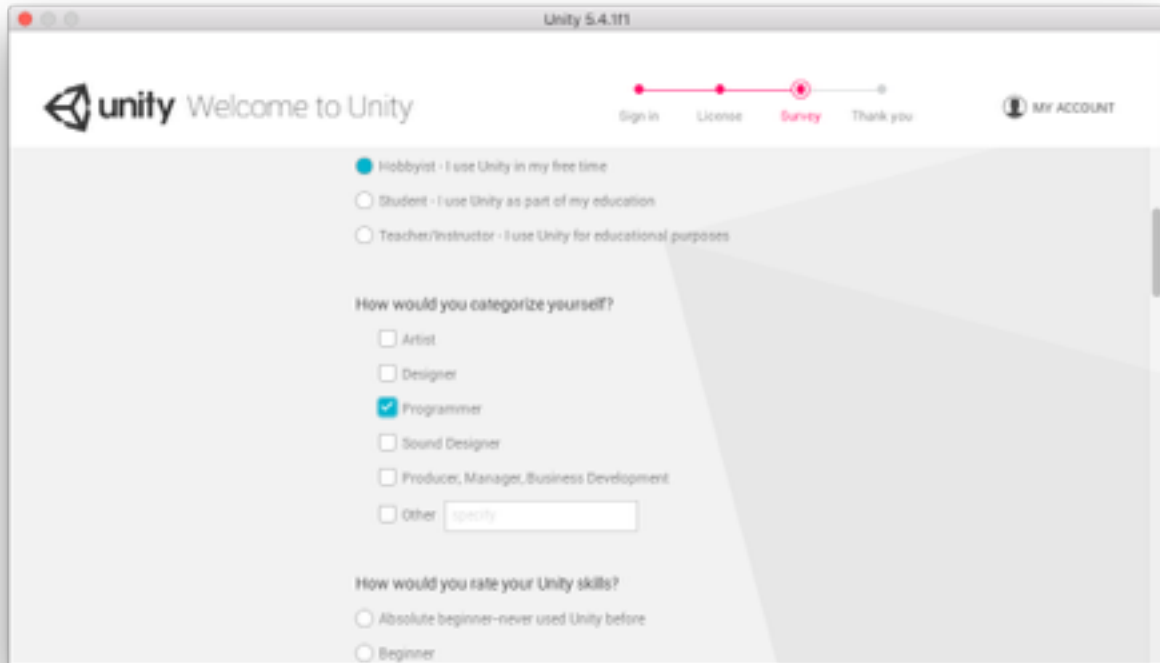 Unity 5.4.1f1
unity Welcome to Unity
Sign in License Survey Thank you
MY ACCOUNT
Hobbyist - I use Unity in my free time
Student - I use Unity as part of my education
Teacher/Instructor - I use Unity for educational purposes
How would you categorize yourself?
Artist
Designer
Programmer
Sound Designer
Producer, Manager, Business Development
Other specify
How would you rate your Unity skills?
Absolute beginner–never used Unity before
Beginner